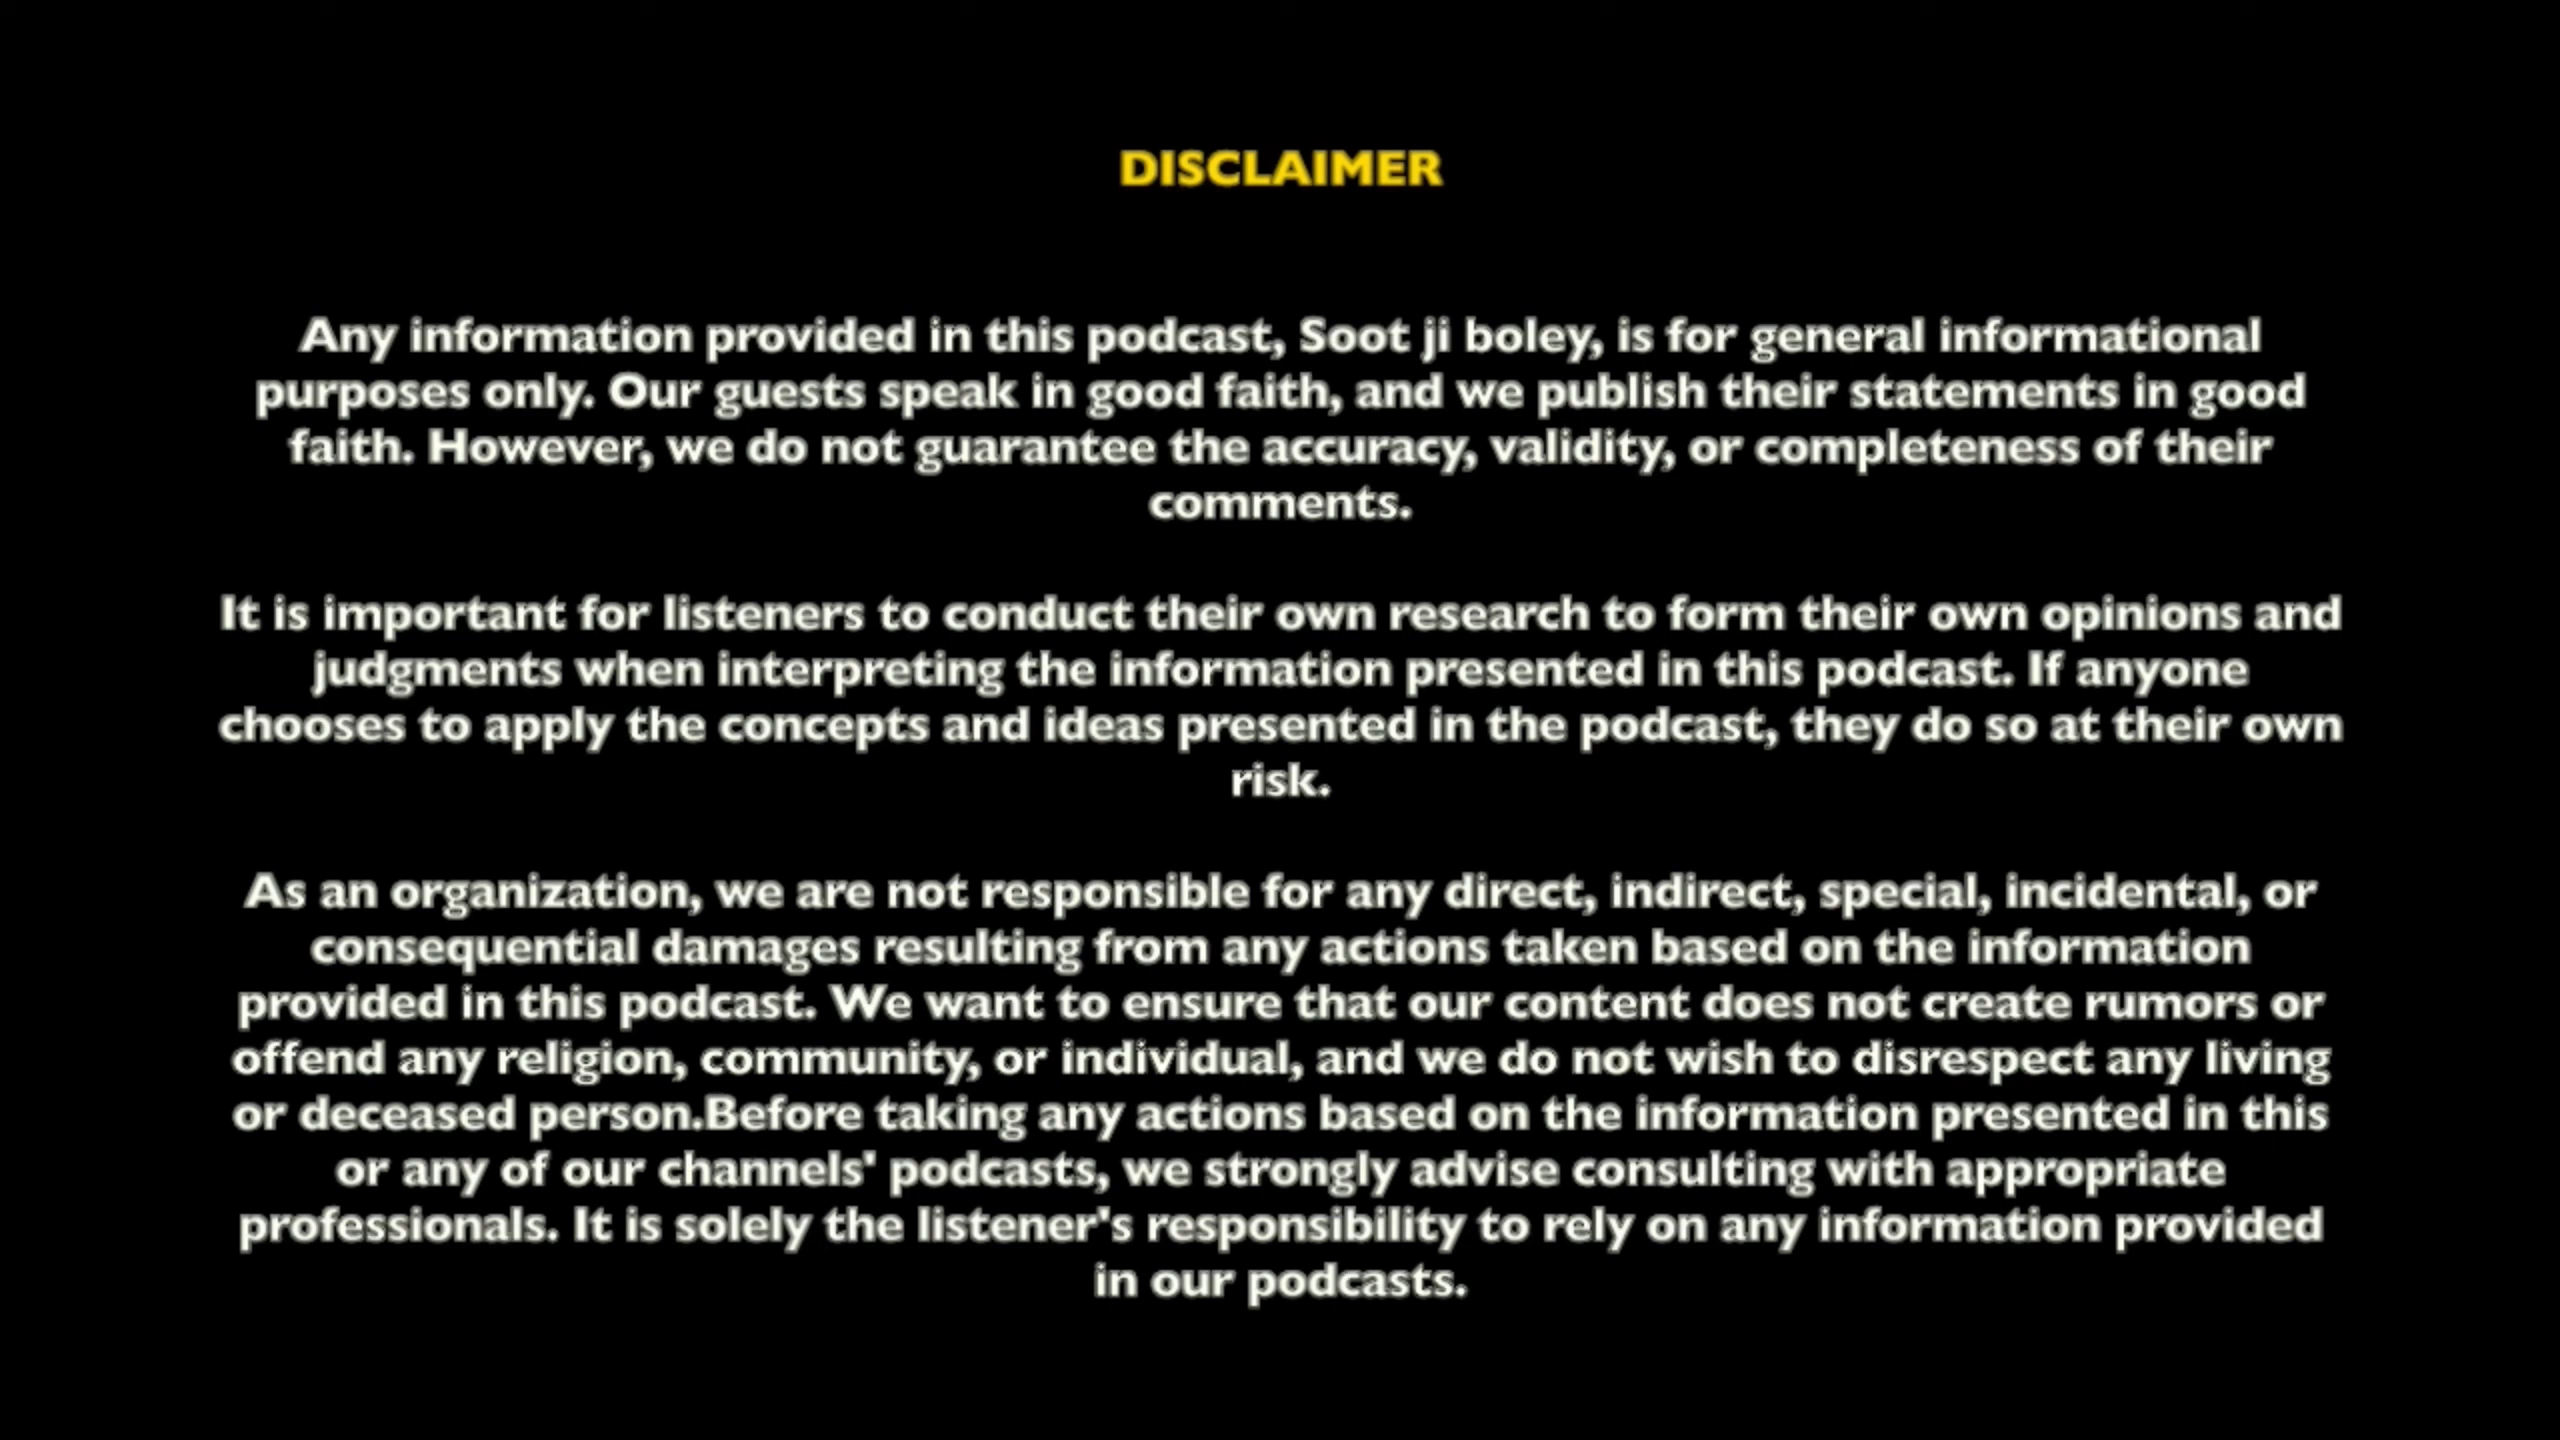 DISCLAIMER
Any information provided in this podcast, Soot ji boley, is for general informational
purposes only. Our guests speak in good faith, and we publish their statements in good
faith. However, we do not guarantee the accuracy, validity, or completeness of their
comments.
It is important for listeners to conduct their own research to form their own opinions and
judgments when interpreting the information presented in this podcast. If anyone
chooses to apply the concepts and ideas presented in the podcast, they do so at their own
risk.
As an organization, we are not responsible for any direct, indirect, special, incidental, or
consequential damages resulting from any actions taken based on the information
provided in this podcast. We want to ensure that our content does not create rumors or
offend any religion, community, or individual, and we do not wish to disrespect any living
or deceased person.Before taking any actions based on the information presented in this
or any of our channels' podcasts, we strongly advise consulting with appropriate
professionals. It is solely the listener's responsibility to rely on any information provided
in our podcasts.